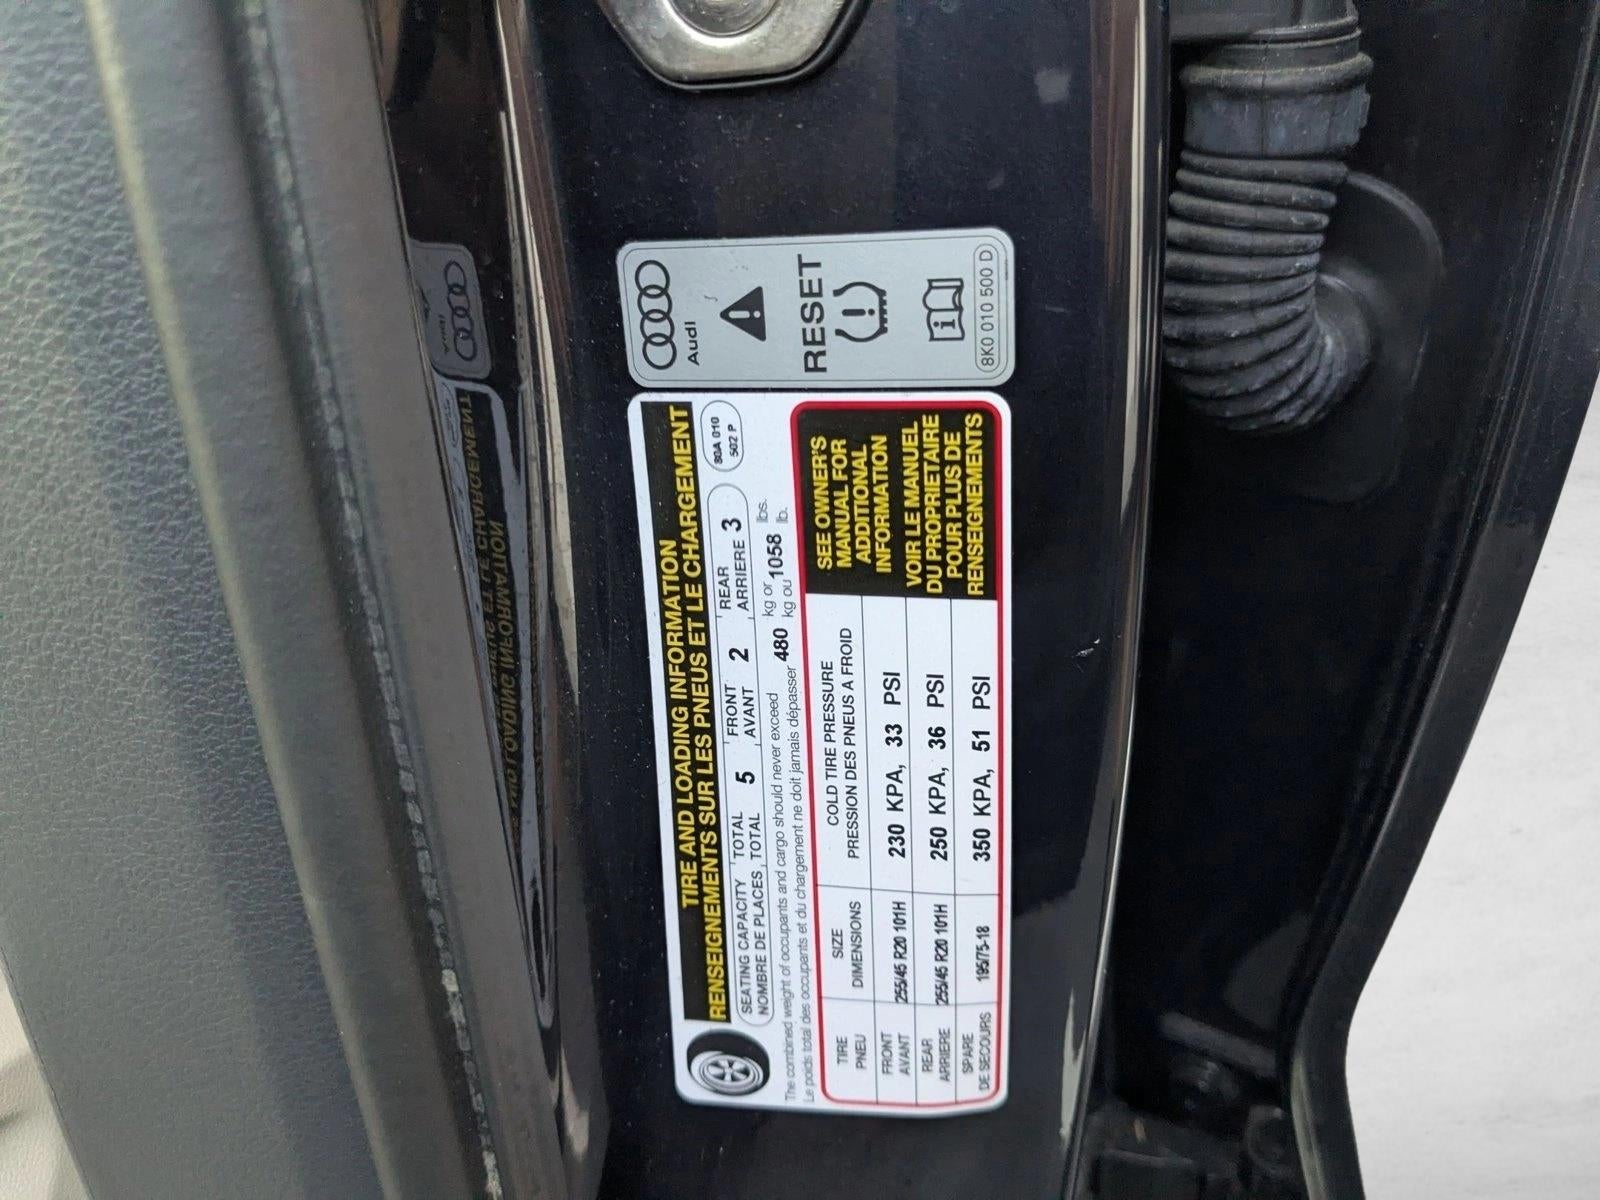 Audi
RESET
8K0 010 500 D
TIRE AND LOADING INFORMATION
RENSEIGNEMENTS SUR LES PNEUS ET LE CHARGEMENT
SEATING CAPACITY TOTAL 5 FRONT 2 REAR 3
NOMBRE DE PLACES TOTAL AVANT ARRIERE
80A 010
502 P
The combined weight of occupants and cargo should never exceed 480 kg or 1058 lbs.
Le poids total des occupants et du chargement ne doit jamais dépasser kg ou lb.
TIRE SIZE COLD TIRE PRESSURE
PNEU DIMENSIONS PRESSION DES PNEUS A FROID
FRONT
AVANT 255/45 R20 101H 230 KPA, 33 PSI
REAR
ARRIERE 255/45 R20 101H 250 KPA, 36 PSI
SPARE
DE SECOURS 195/75-18 350 KPA, 51 PSI
SEE OWNER'S
MANUAL FOR
ADDITIONAL
INFORMATION
VOIR LE MANUEL
DU PROPRIETAIRE
POUR PLUS DE
RENSEIGNEMENTS